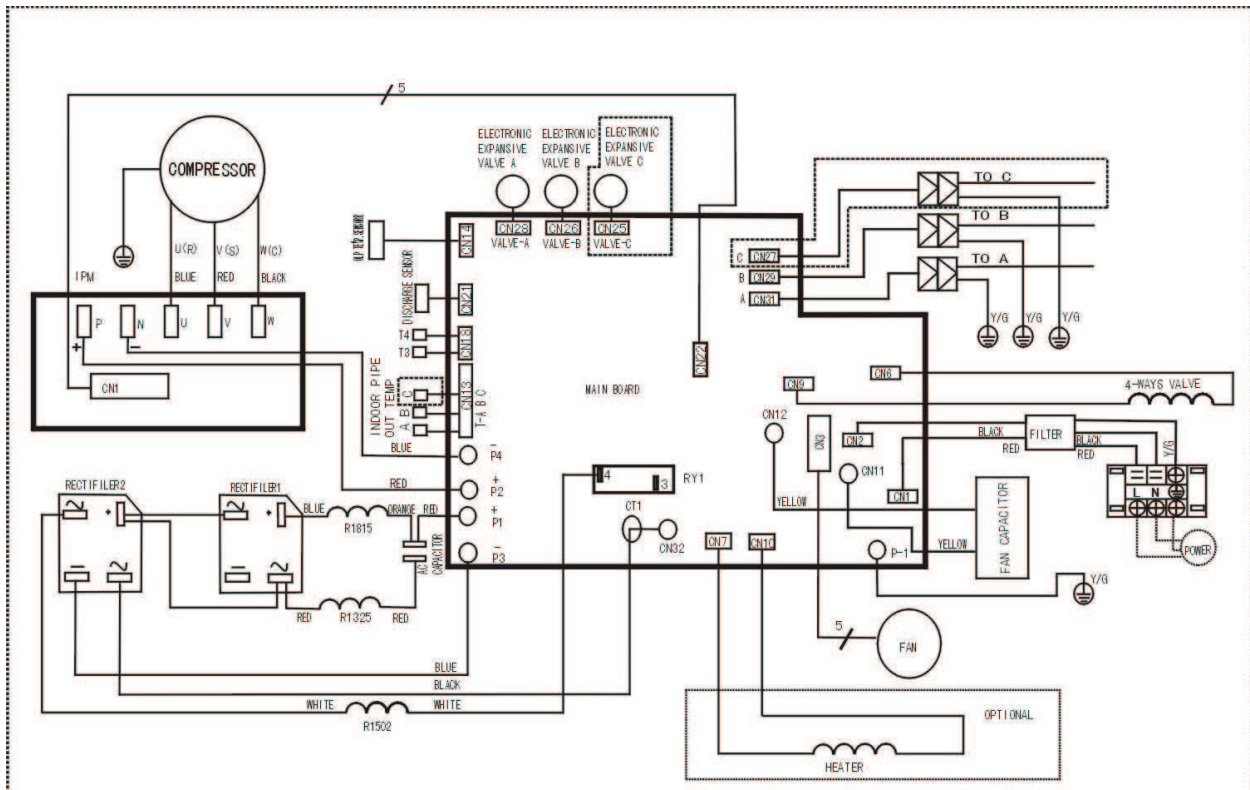 5
COMPRESSOR
U(R)
V(S)
W(C)
BLUE
RED
BLACK
IPM
P
N
U
V
W
+
-
CN1
ELECTRONIC
EXPANSIVE
VALVE A
ELECTRONIC
EXPANSIVE
VALVE B
ELECTRONIC
EXPANSIVE
VALVE C
CN28
CN26
CN25
VALVE-A
VALVE-B
VALVE-C
CN14
DISCHARGE SENSOR
CN21
T4
T3
CN18
INDOOR PIPE
OUT TEMP
C
B
A
CN13
T-A B C
MAIN BOARD
CN22
C
CN27
B
CN29
A
CN31
TO C
TO B
TO A
Y/G
Y/G
Y/G
CN6
CN9
4-WAYS VALVE
CN12
CN3
CN2
CN11
CN1
BLACK
RED
FILTER
BLACK
RED
Y/G
L
N
POWER
YELLOW
YELLOW
FAN CAPACITOR
P-1
Y/G
BLUE
-
P4
RED
+
P2
+
P1
-
P3
4
3
RY1
CT1
CN32
CN7
CN10
5
FAN
RECTIFILER2
RECTIFILER1
+
+
BLUE
R1815
ORANGE
RED
AC
CAPACITOR
RED
R1325
RED
BLUE
BLACK
WHITE
R1502
WHITE
OPTIONAL
HEATER